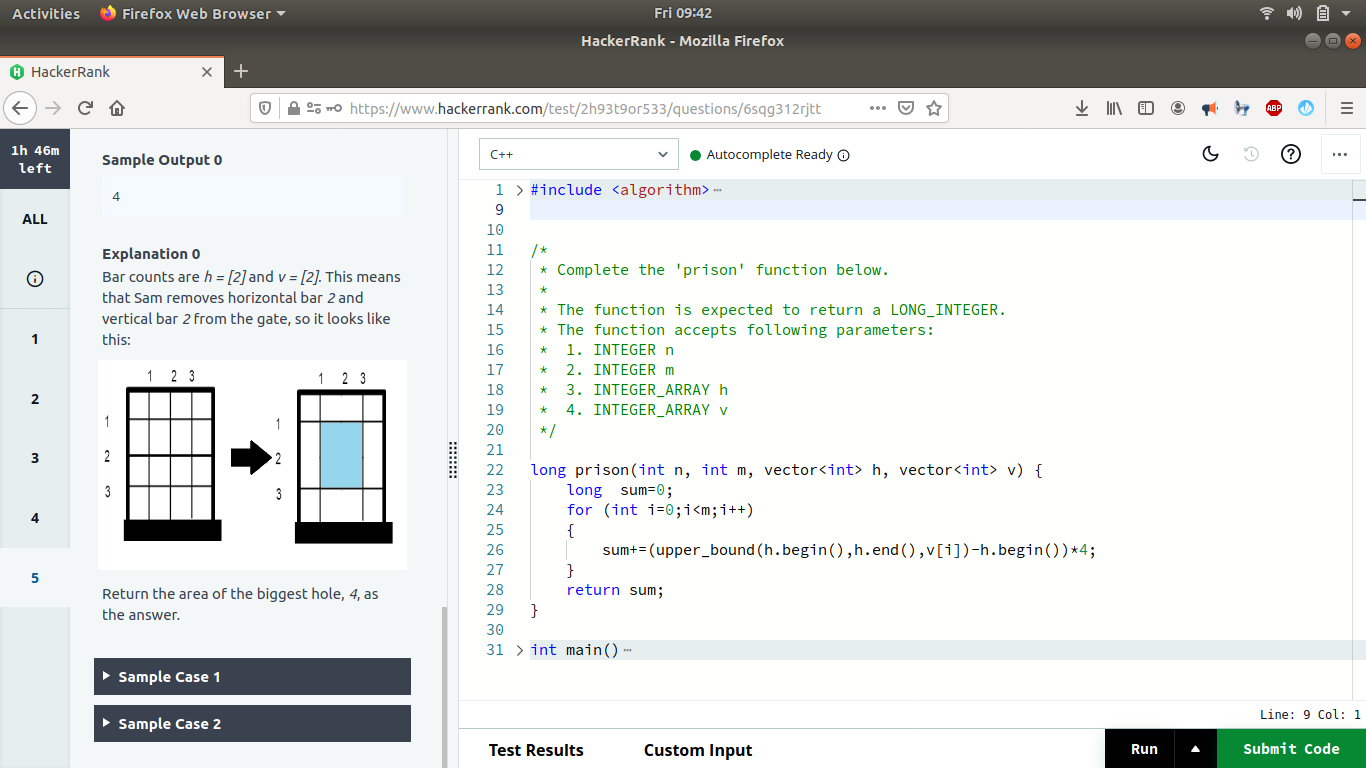 Activities Firefox Web Browser Fri 09:42
HackerRank - Mozilla Firefox
HackerRank
https://www.hackerrank.com/test/2h93t9or533/questions/6sqg312rjtt
ABP
1h 46m
left
ALL
1
2
3
4
5
Sample Output 0
4
Explanation 0
Bar counts are h = [2] and v = [2]. This means
that Sam removes horizontal bar 2 and
vertical bar 2 from the gate, so it looks like
this:
1 2 3
1
2
3
1 2 3
1
2
3
Return the area of the biggest hole, 4, as
the answer.
Sample Case 1
Sample Case 2
C++ Autocomplete Ready
1 #include <algorithm>
9
10
11 /*
12 * Complete the 'prison' function below.
13 *
14 * The function is expected to return a LONG_INTEGER.
15 * The function accepts following parameters:
16 * 1. INTEGER n
17 * 2. INTEGER m
18 * 3. INTEGER_ARRAY h
19 * 4. INTEGER_ARRAY v
20 */
21
22 long prison(int n, int m, vector<int> h, vector<int> v) {
23 long sum=0;
24 for (int i=0;i<m;i++)
25 {
26 sum+=(upper_bound(h.begin(),h.end(),v[i])-h.begin())*4;
27 }
28 return sum;
29 }
30
31 int main()
Line: 9 Col: 1
Test Results Custom Input Run Submit Code